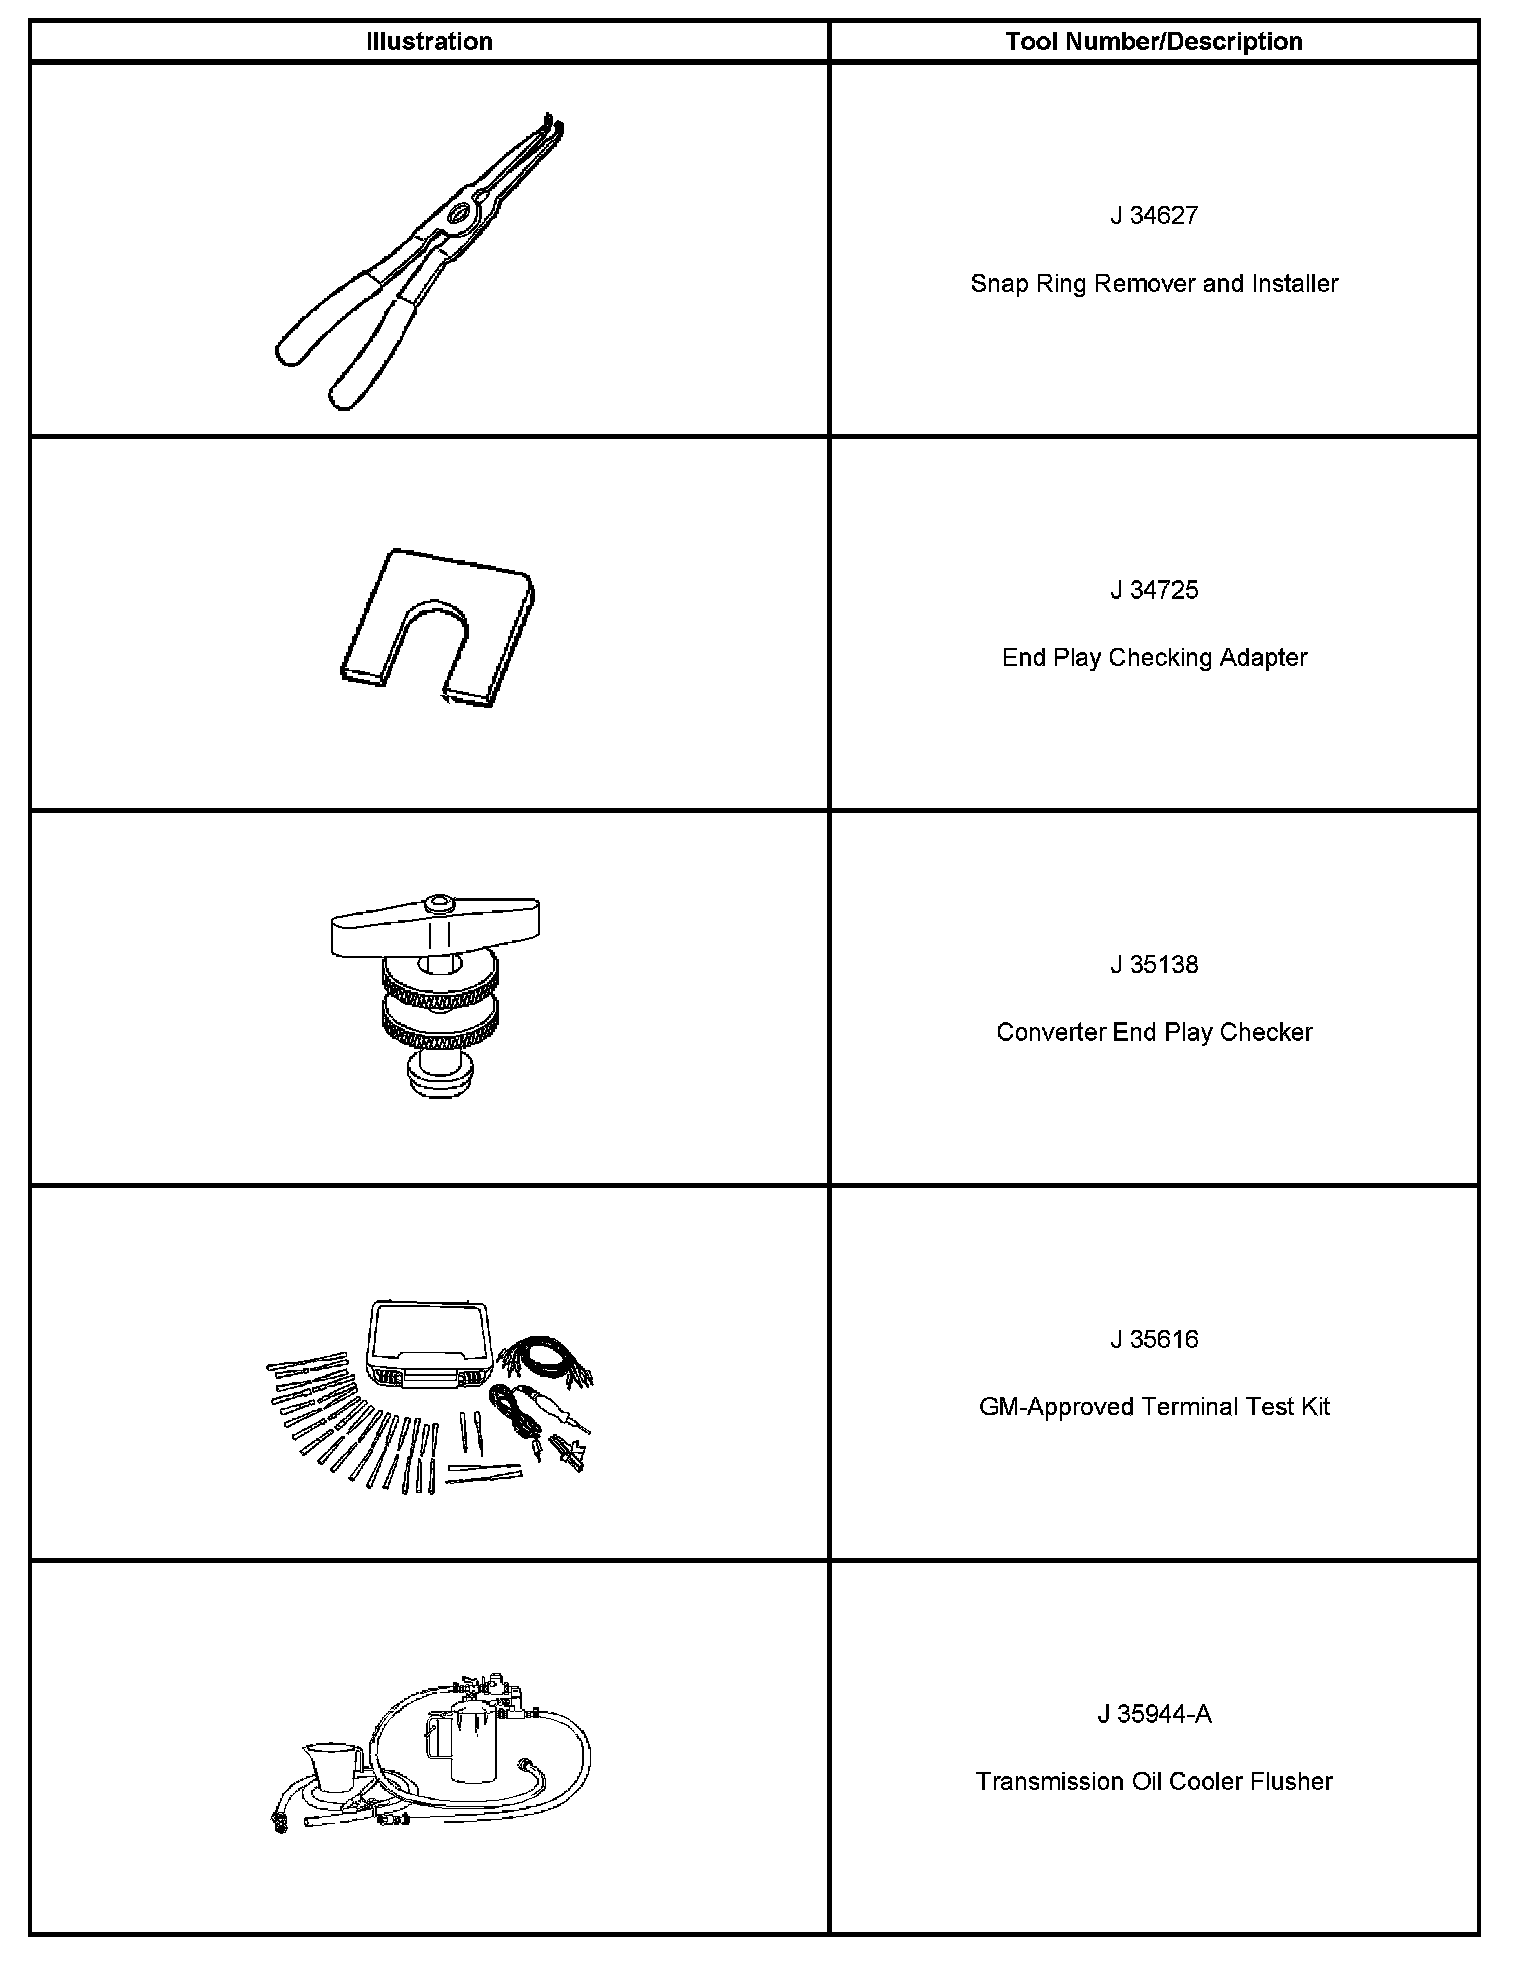 Illustration
Tool Number/Description
J 34627
Snap Ring Remover and Installer
J 34725
End Play Checking Adapter
J 35138
Converter End Play Checker
J 35616
GM-Approved Terminal Test Kit
J 35944-A
Transmission Oil Cooler Flusher